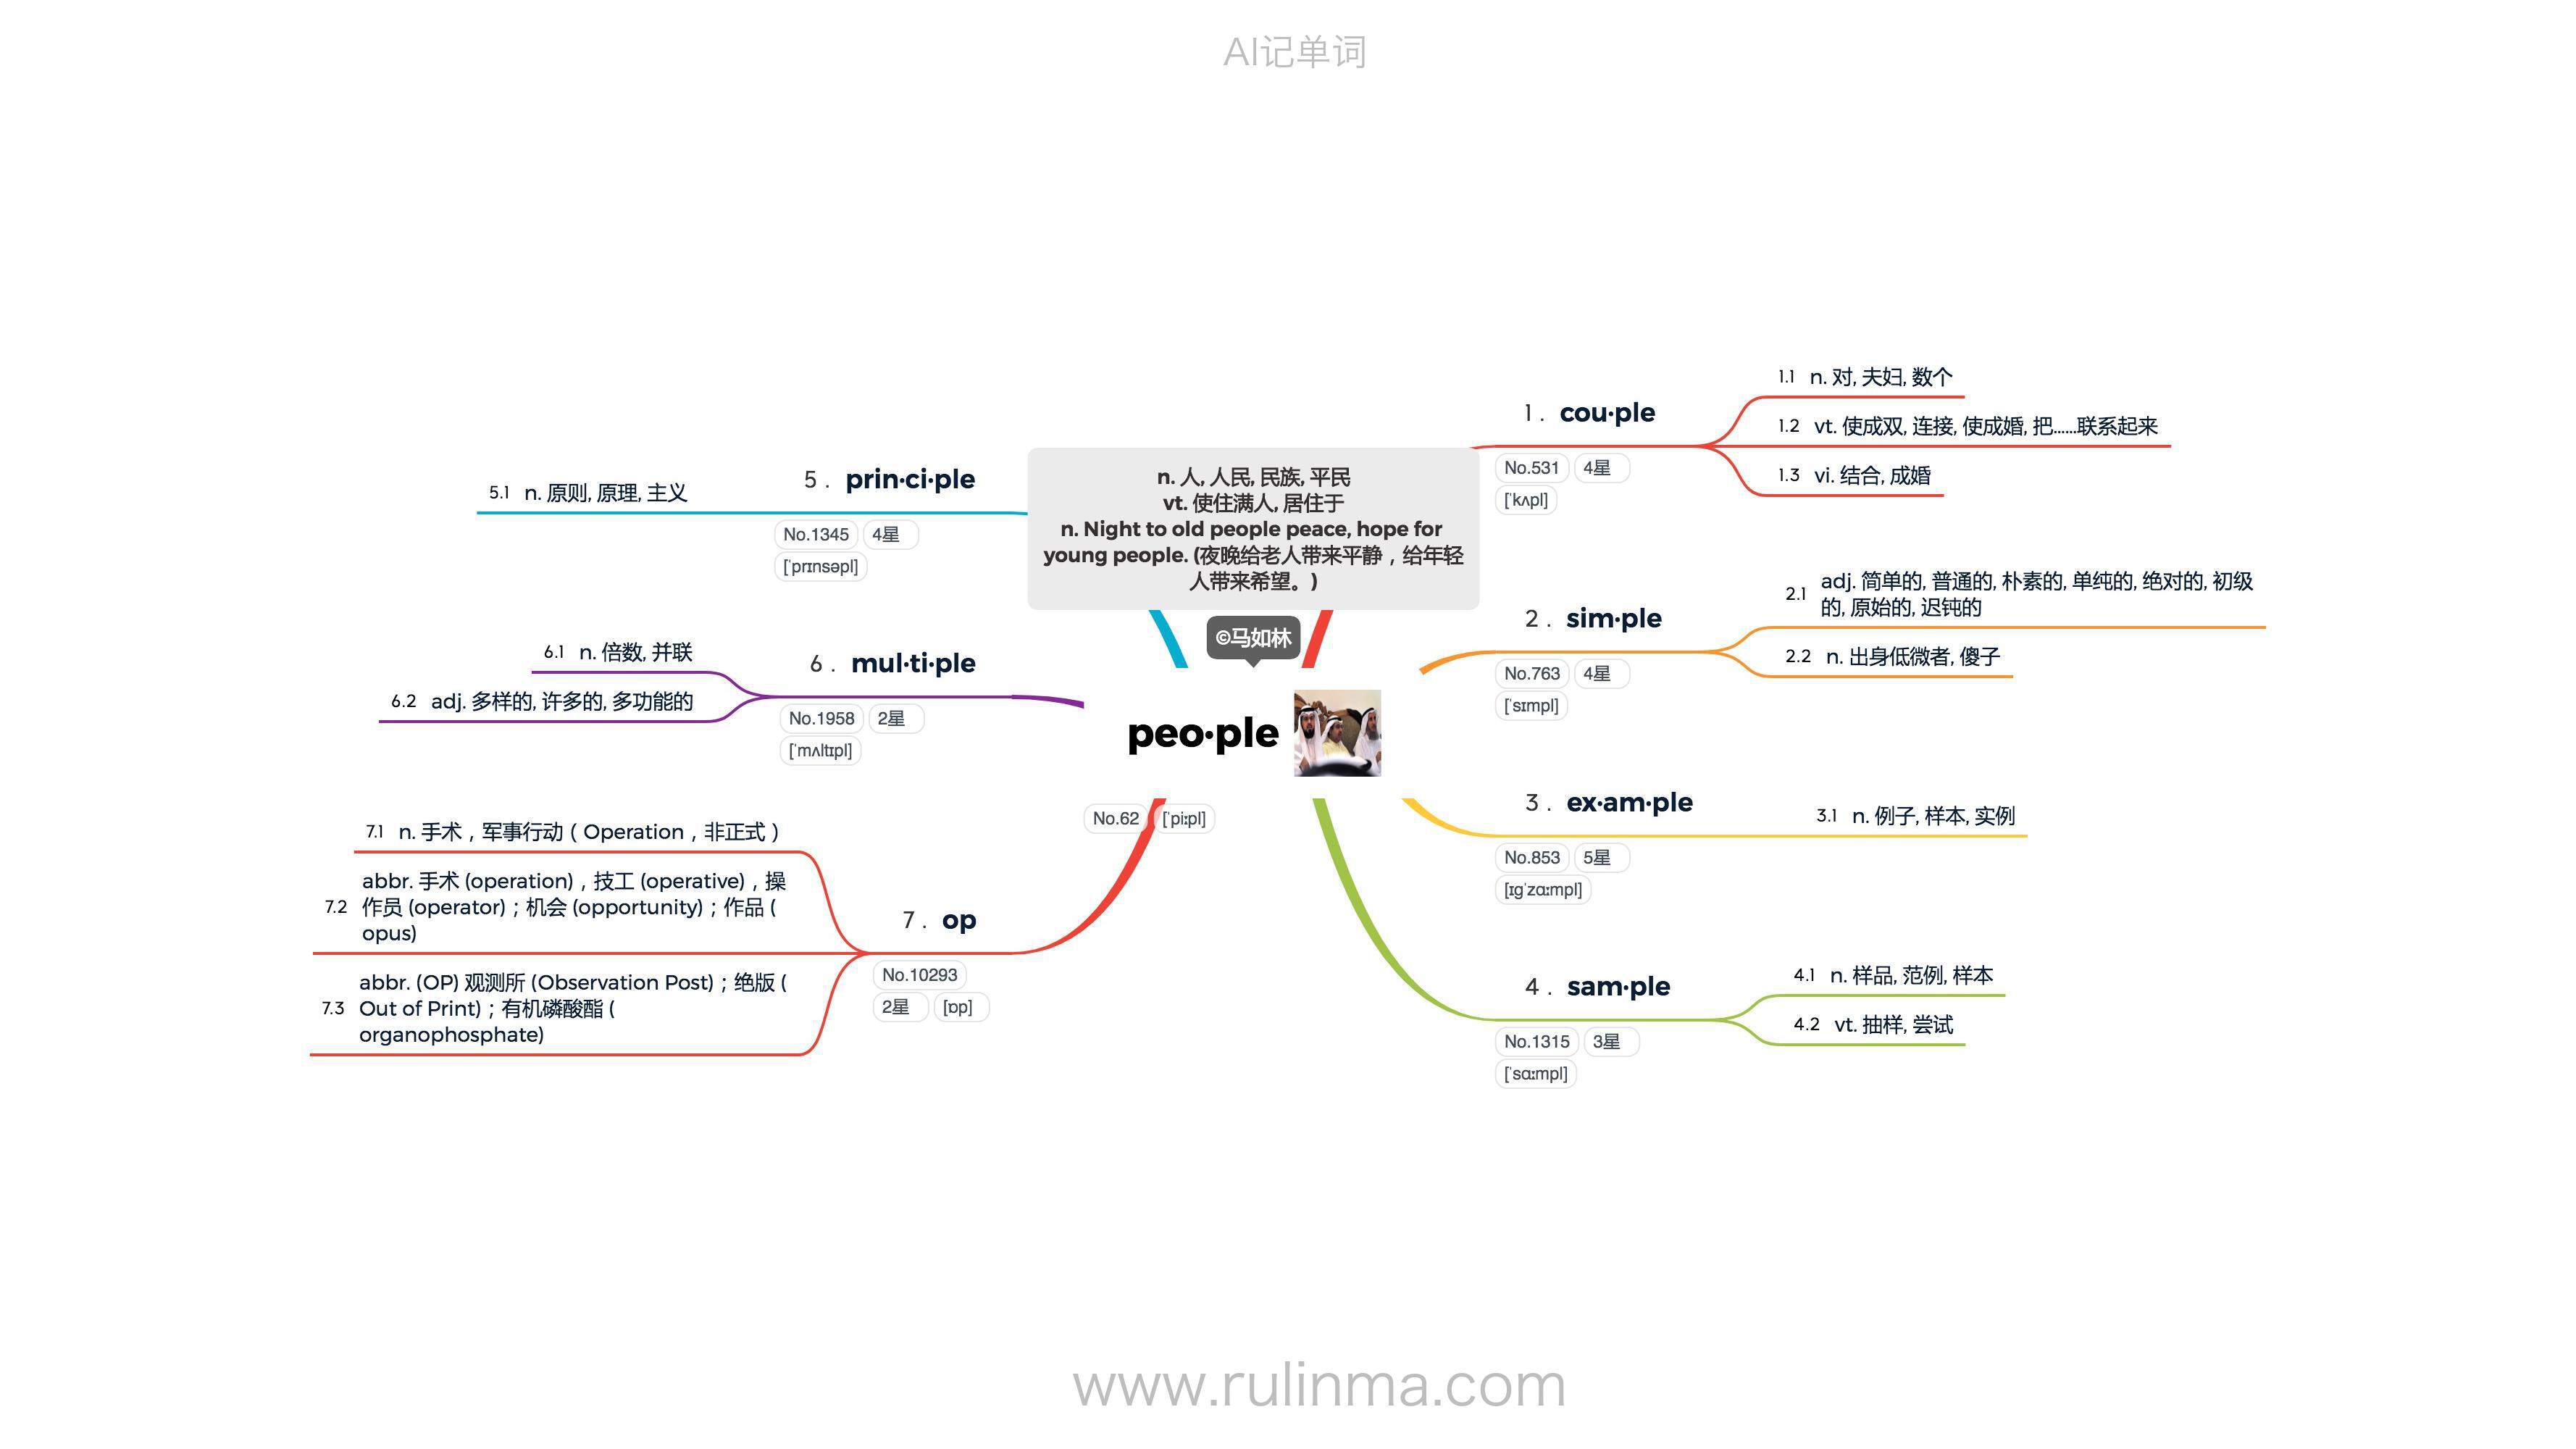 AI记单词
n. 人, 人民, 民族, 平民
vt. 使住满人, 居住于
n. Night to old people peace, hope for
young people. (夜晚给老人带来平静，给年轻
人带来希望。)
©马如林
peo·ple
No.62 [ˈpiːpl]
1 . cou·ple
No.531 4星
[ˈkʌpl]
1.1 n. 对, 夫妇, 数个
1.2 vt. 使成双, 连接, 使成婚, 把......联系起来
1.3 vi. 结合, 成婚
2 . sim·ple
No.763 4星
[ˈsɪmpl]
2.1 adj. 简单的, 普通的, 朴素的, 单纯的, 绝对的, 初级
的, 原始的, 迟钝的
2.2 n. 出身低微者, 傻子
3 . ex·am·ple
No.853 5星
[ɪgˈzɑːmpl]
3.1 n. 例子, 样本, 实例
4 . sam·ple
No.1315 3星
[ˈsɑːmpl]
4.1 n. 样品, 范例, 样本
4.2 vt. 抽样, 尝试
5 . prin·ci·ple
No.1345 4星
[ˈprɪnsəpl]
5.1 n. 原则, 原理, 主义
6 . mul·ti·ple
No.1958 2星
[ˈmʌltɪpl]
6.1 n. 倍数, 并联
6.2 adj. 多样的, 许多的, 多功能的
7 . op
No.10293
2星 [ɒp]
7.1 n. 手术，军事行动（Operation，非正式）
7.2 abbr. 手术 (operation)，技工 (operative)，操
作员 (operator)；机会 (opportunity)；作品 (
opus)
7.3 abbr. (OP) 观测所 (Observation Post)；绝版 (
Out of Print)；有机磷酸酯 (
organophosphate)
www.rulinma.com